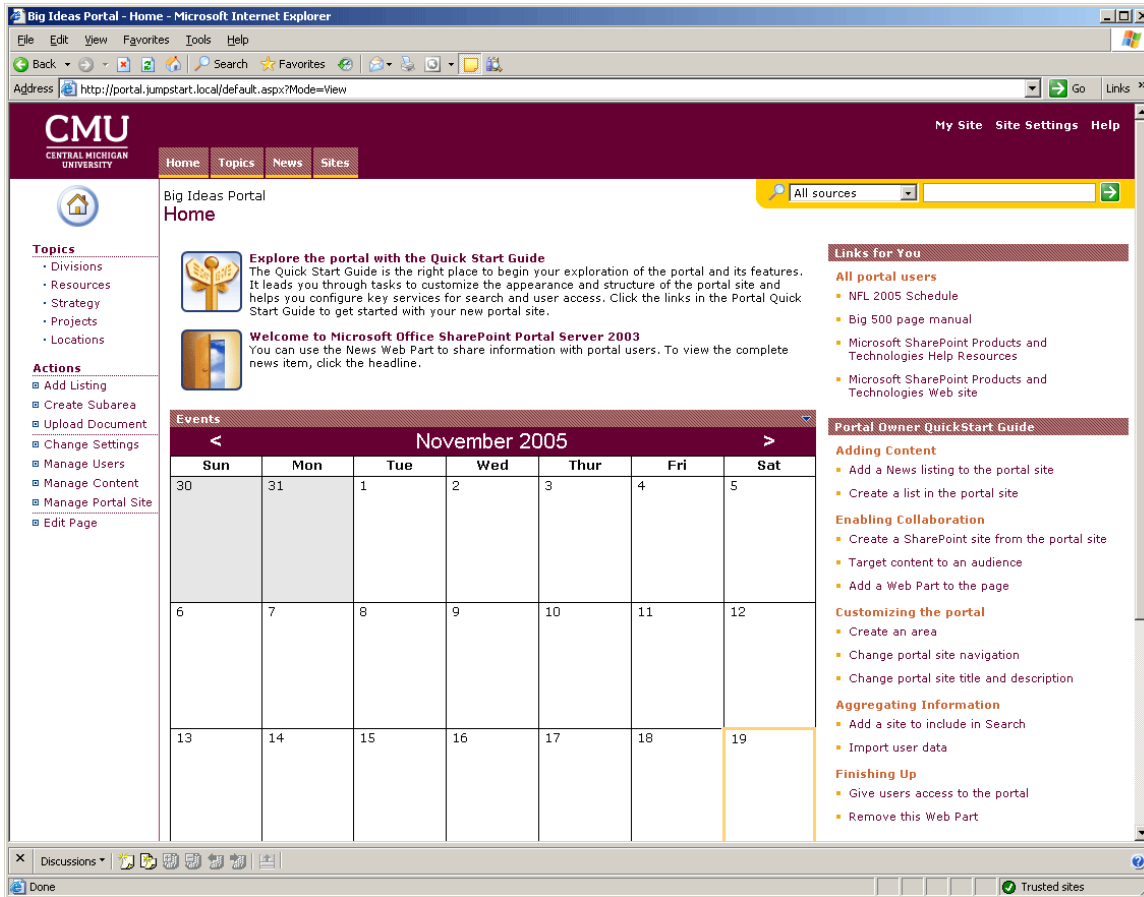 Big Ideas Portal - Home - Microsoft Internet Explorer
File Edit View Favorites Tools Help
Back Search Favorites
Address http://portal.jumpstart.local/default.aspx?Mode=View Go Links »
CMU
CENTRAL MICHIGAN
UNIVERSITY
My Site Site Settings Help
Home Topics News Sites
All sources
Big Ideas Portal
Home
Topics
Divisions
Resources
Strategy
Projects
Locations
Actions
Add Listing
Create Subarea
Upload Document
Change Settings
Manage Users
Manage Content
Manage Portal Site
Edit Page
Explore the portal with the Quick Start Guide
The Quick Start Guide is the right place to begin your exploration of the portal and its features.
It leads you through tasks to customize the appearance and structure of the portal site and
helps you configure key services for search and user access. Click the links in the Portal Quick
Start Guide to get started with your new portal site.
Welcome to Microsoft Office SharePoint Portal Server 2003
You can use the News Web Part to share information with portal users. To view the complete
news item, click the headline.
Events
< November 2005 >
Sun Mon Tue Wed Thur Fri Sat
30 31 1 2 3 4 5
6 7 8 9 10 11 12
13 14 15 16 17 18 19
Links for You
All portal users
NFL 2005 Schedule
Big 500 page manual
Microsoft SharePoint Products and
Technologies Help Resources
Microsoft SharePoint Products and
Technologies Web site
Portal Owner QuickStart Guide
Adding Content
Add a News listing to the portal site
Create a list in the portal site
Enabling Collaboration
Create a SharePoint site from the portal site
Target content to an audience
Add a Web Part to the page
Customizing the portal
Create an area
Change portal site navigation
Change portal site title and description
Aggregating Information
Add a site to include in Search
Import user data
Finishing Up
Give users access to the portal
Remove this Web Part
Discussions
Done Trusted sites